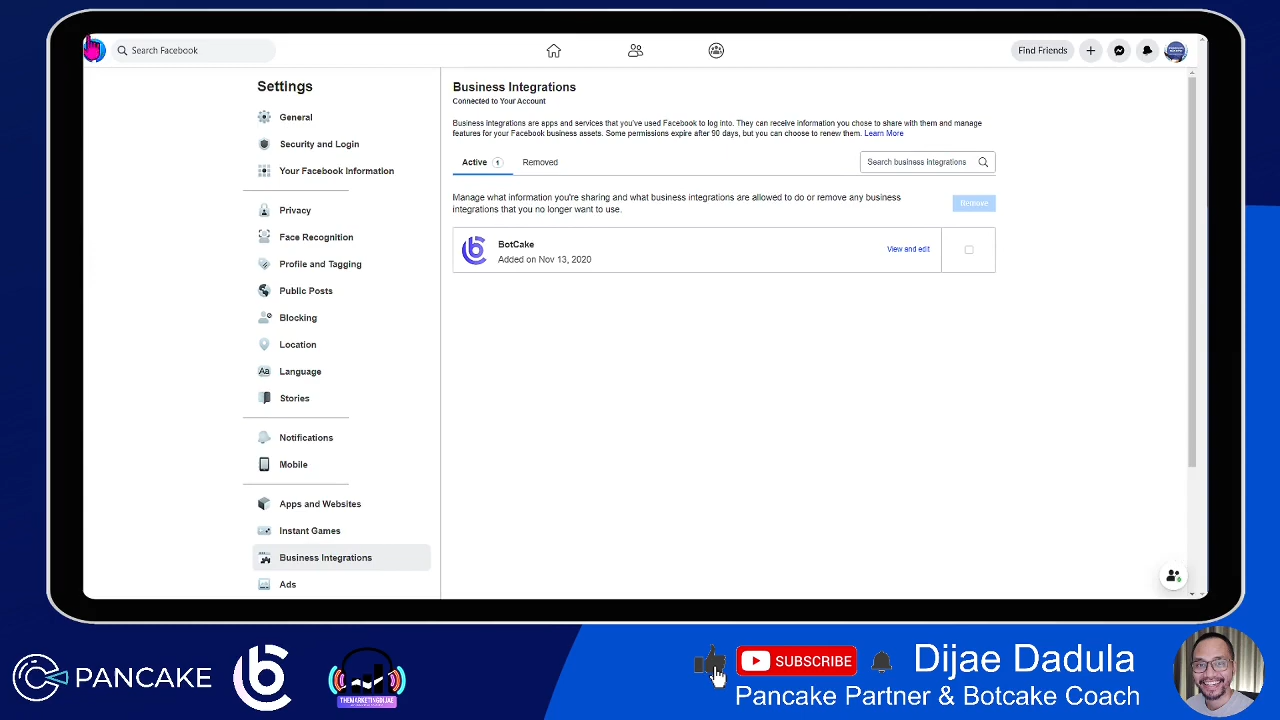 Search Facebook
Find Friends
Settings
General
Security and Login
Your Facebook Information
Privacy
Face Recognition
Profile and Tagging
Public Posts
Blocking
Location
Aa Language
Stories
Notifications
Mobile
Apps and Websites
Instant Games
Business Integrations
Ads
Business Integrations
Connected to Your Account
Business integrations are apps and services that you've used Facebook to log into. They can receive information you chose to share with them and manage
features for your Facebook business assets. Some permissions expire after 90 days, but you can choose to renew them. Learn More
Active 1 Removed Search business integrations
Manage what information you're sharing and what business integrations are allowed to do or remove any business
integrations that you no longer want to use.
Remove
BotCake
Added on Nov 13, 2020
View and edit
PANCAKE
THEMARKETINGDIJAE
SUBSCRIBE
Dijae Dadula
Pancake Partner & Botcake Coach